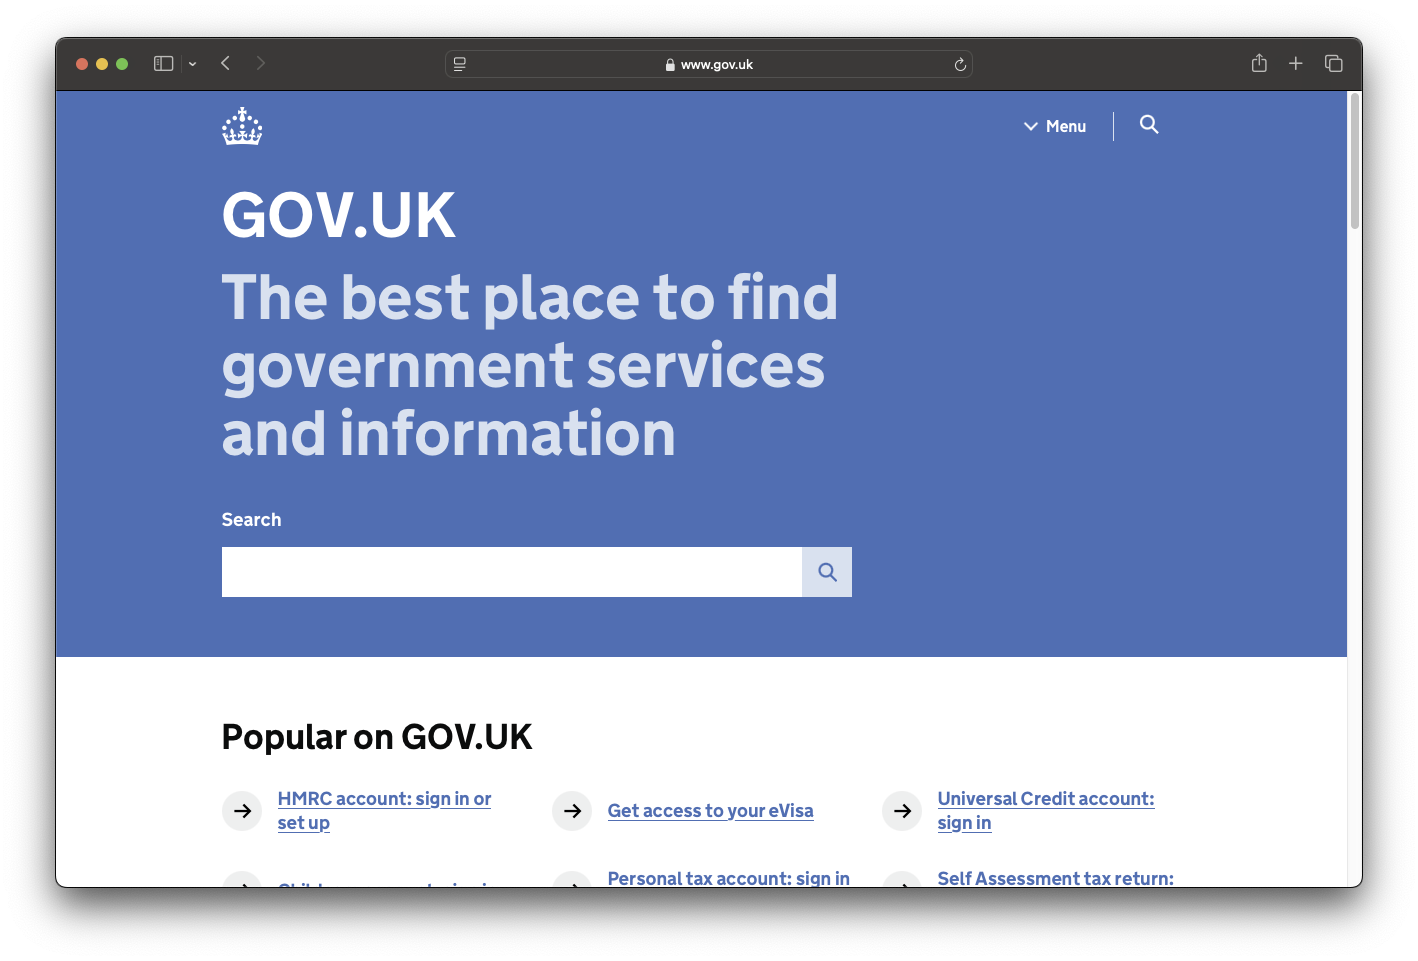 www.gov.uk
Menu
GOV.UK
The best place to find
government services
and information
Search
Popular on GOV.UK
HMRC account: sign in or
set up
Get access to your eVisa
Universal Credit account:
sign in
Personal tax account: sign in
Self Assessment tax return: